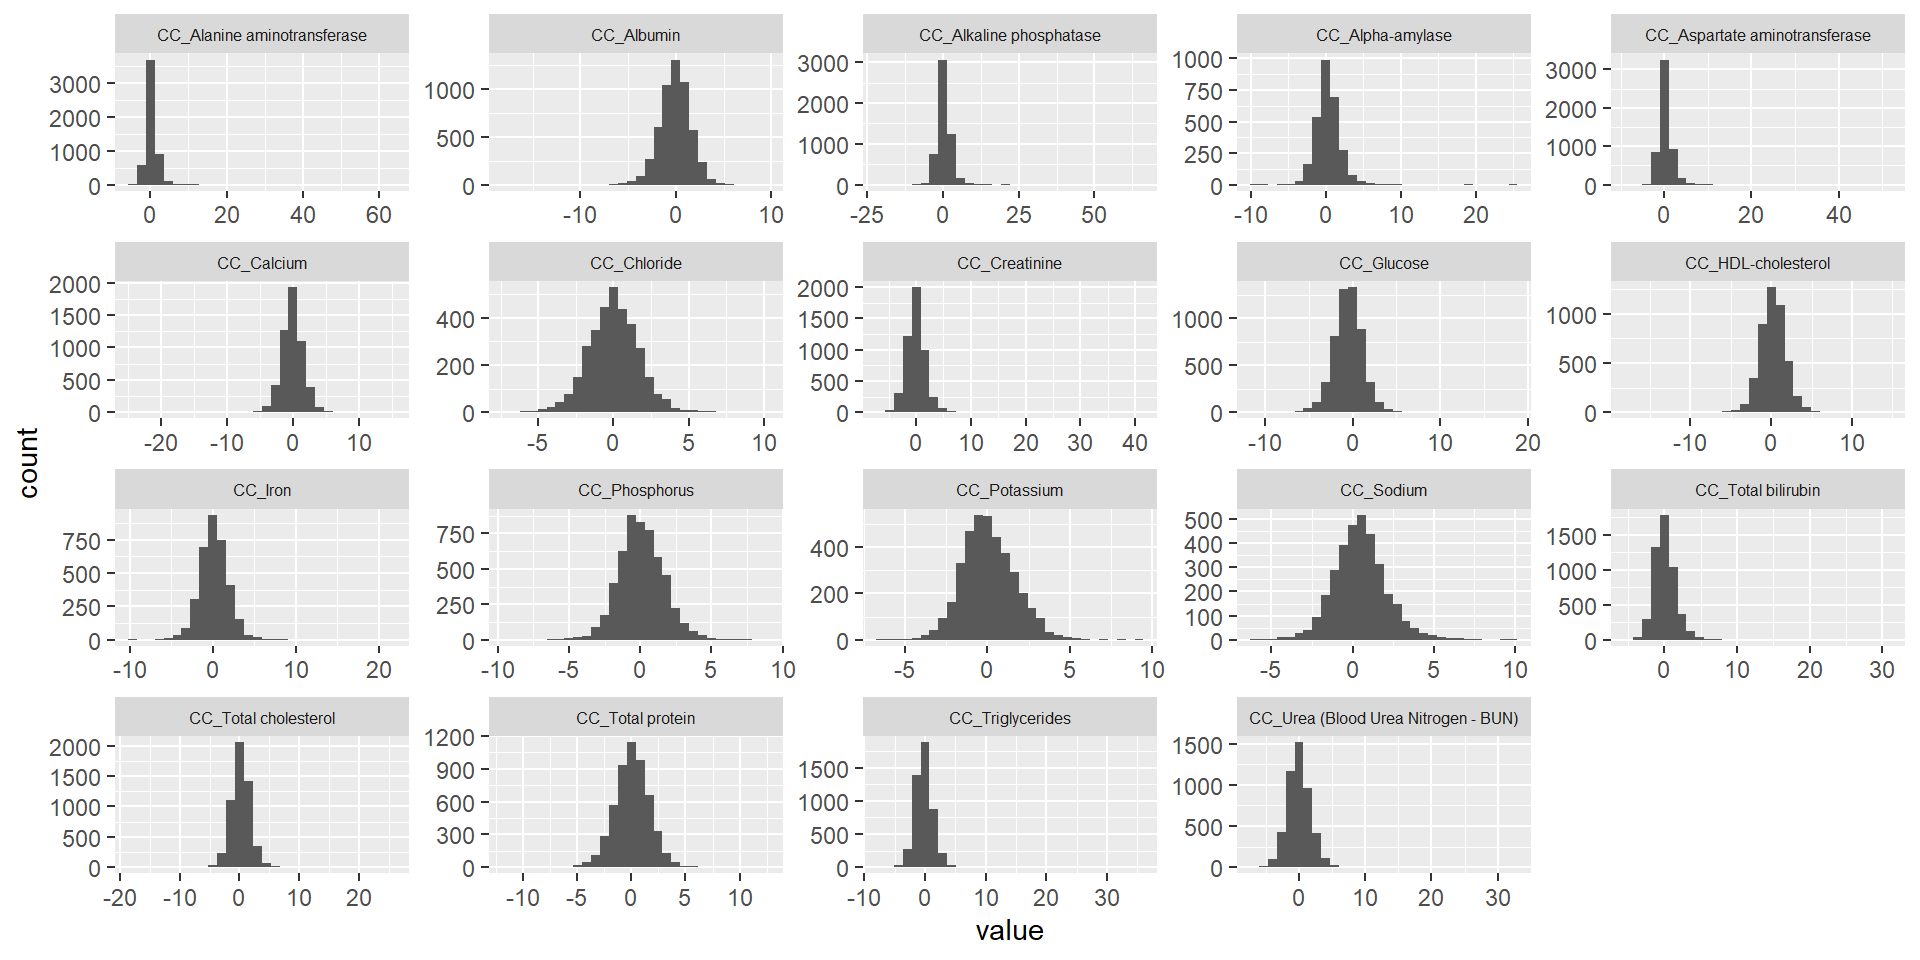 CC_Alanine aminotransferase CC_Albumin CC_Alkaline phosphatase CC_Alpha-amylase CC_Aspartate aminotransferase
3000 2000 1000 0
1000 500 0
3000 2000 1000 0
1000 750 500 250 0
3000 2000 1000 0
0 20 40 60
-10 0 10
-25 0 25 50
-10 0 10 20
0 20 40
CC_Calcium CC_Chloride CC_Creatinine CC_Glucose CC_HDL-cholesterol
2000 1500 1000 500 0
400 200 0
2000 1500 1000 500 0
1000 500 0
1000 500 0
-20 -10 0 10
-5 0 5 10
0 10 20 30 40
-10 0 10 20
-10 0 10
count
CC_Iron CC_Phosphorus CC_Potassium CC_Sodium CC_Total bilirubin
750 500 250 0
750 500 250 0
400 200 0
500 400 300 200 100 0
1500 1000 500 0
-10 0 10 20
-10 -5 0 5 10
-5 0 5 10
-5 0 5 10
0 10 20 30
CC_Total cholesterol CC_Total protein CC_Triglycerides CC_Urea (Blood Urea Nitrogen - BUN)
2000 1500 1000 500 0
1200 900 600 300 0
1500 1000 500 0
1500 1000 500 0
-20 -10 0 10 20
-10 -5 0 5 10
-10 0 10 20 30
0 10 20 30
value